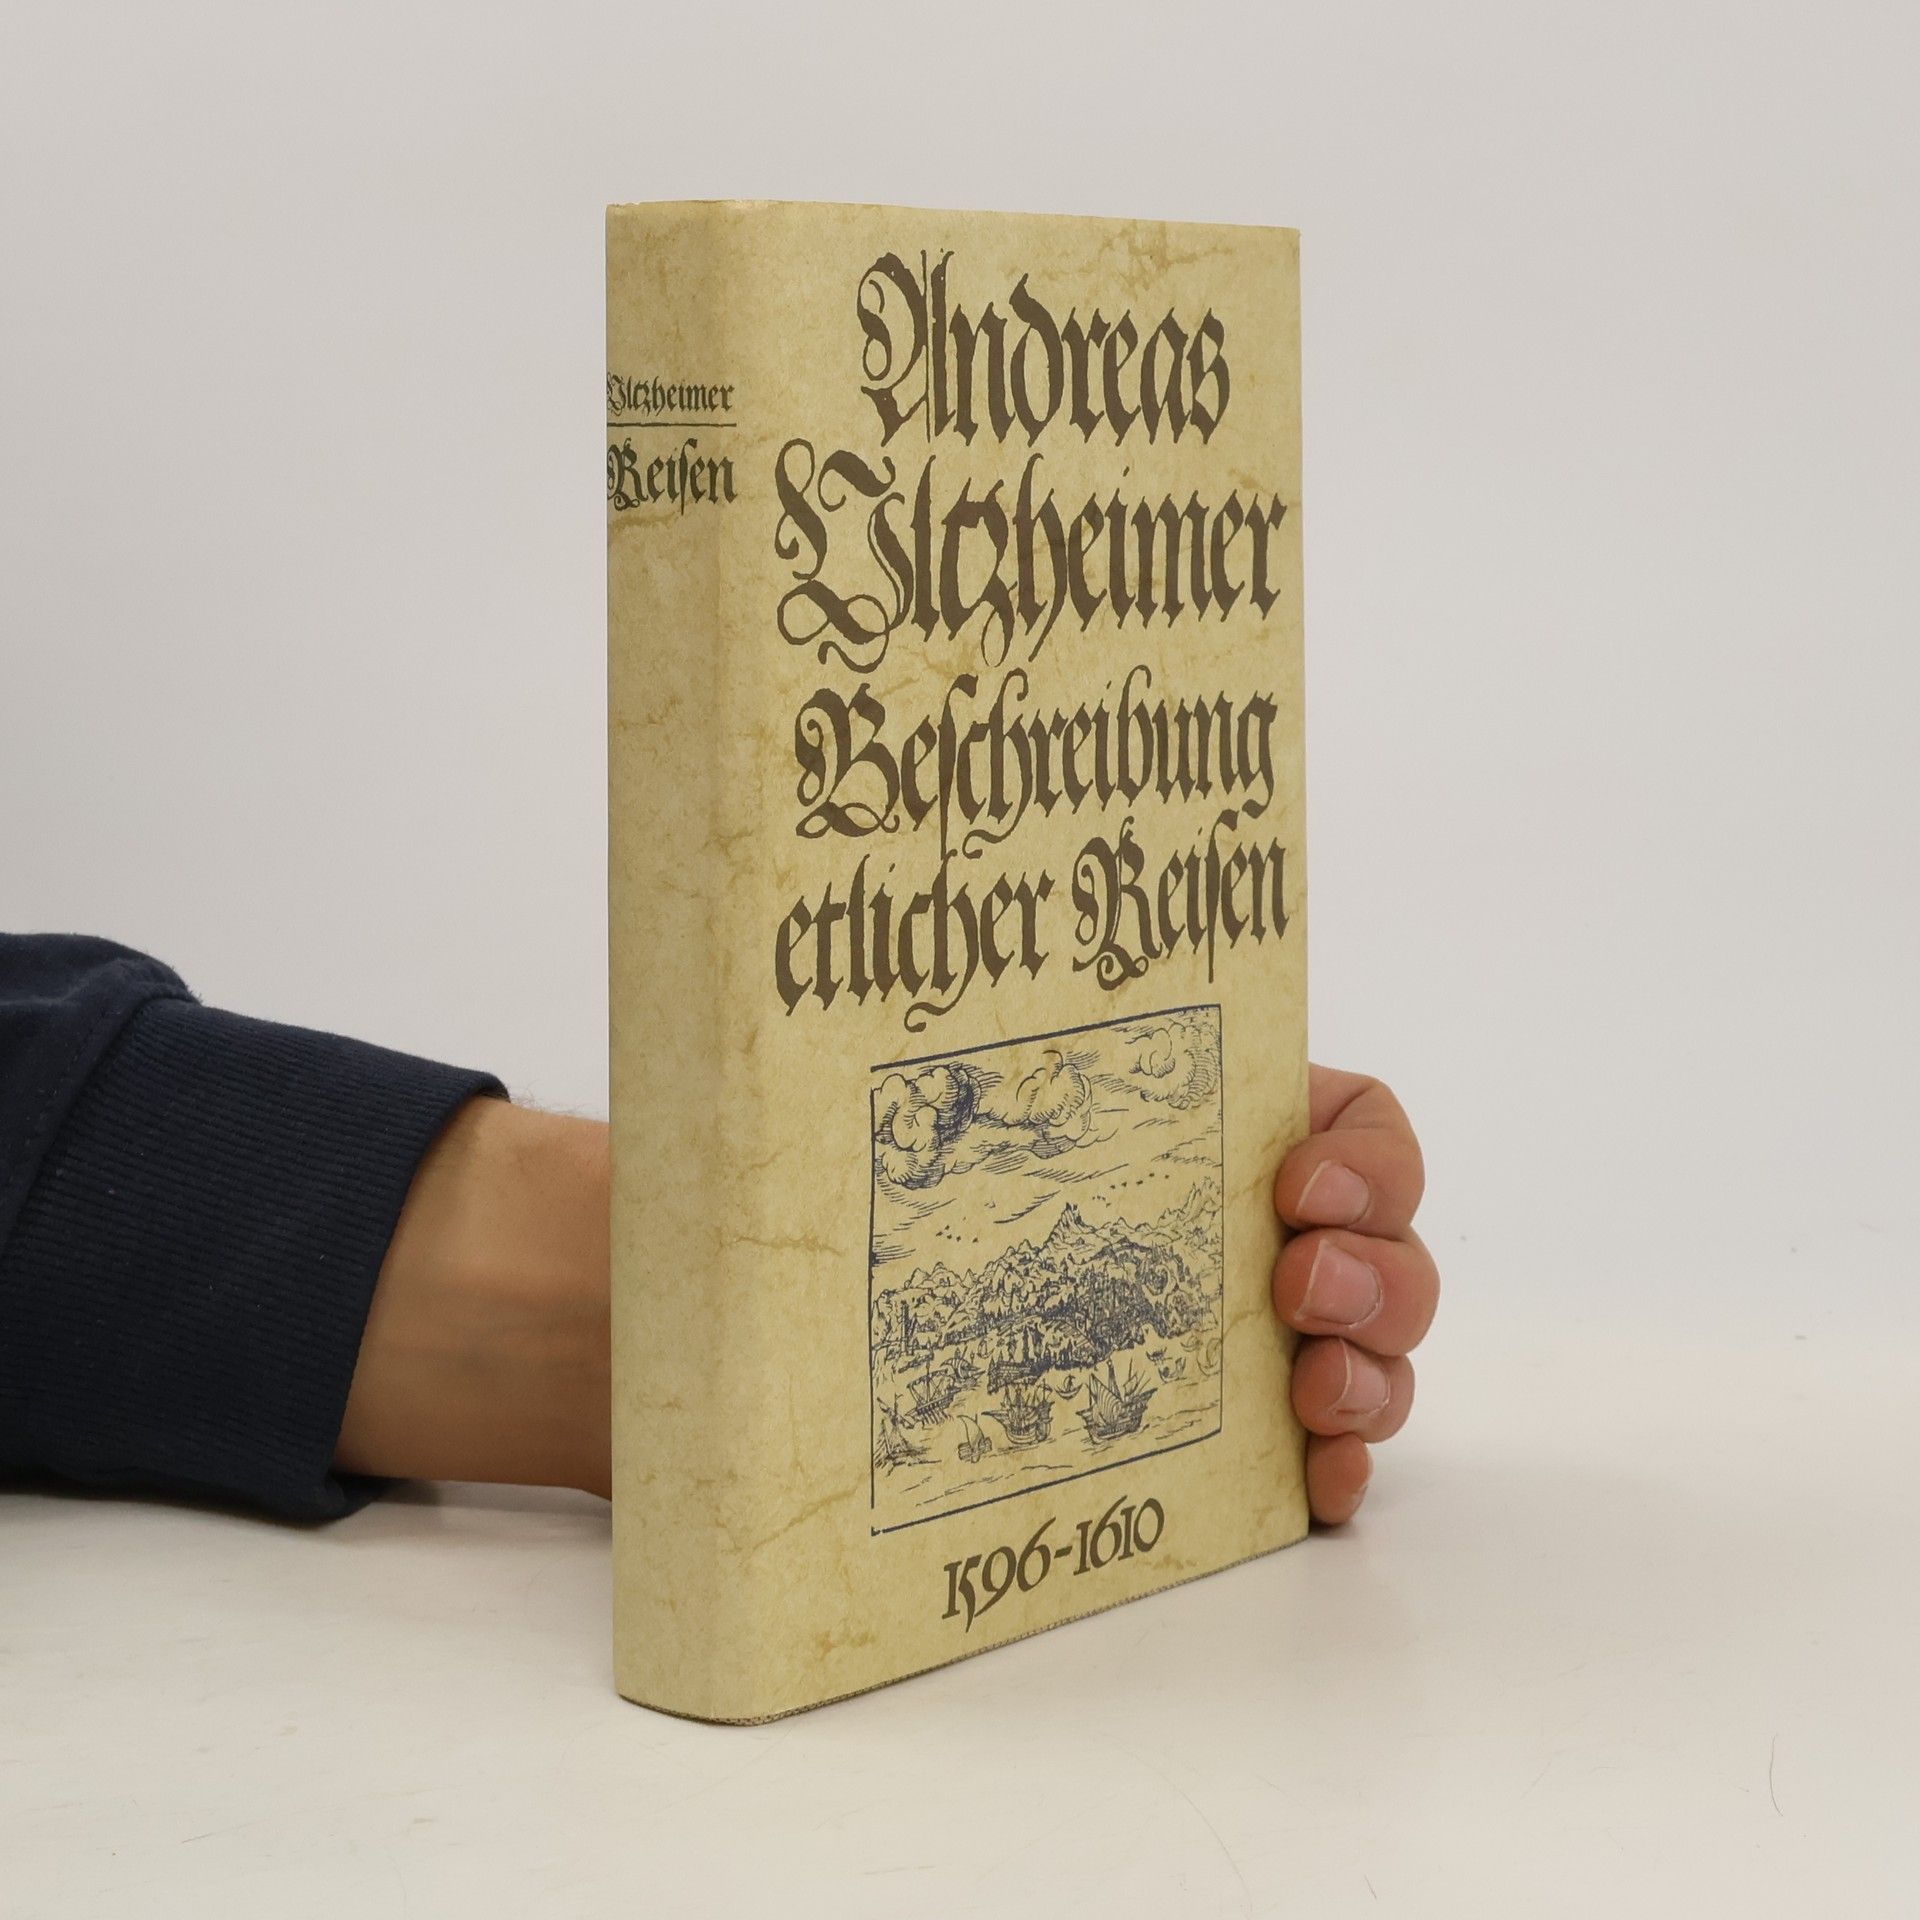 Ultzheimer
Reiſen
Andreas
Ultzheimer
Beſchreibung
etlicher Reiſen
1596-1610